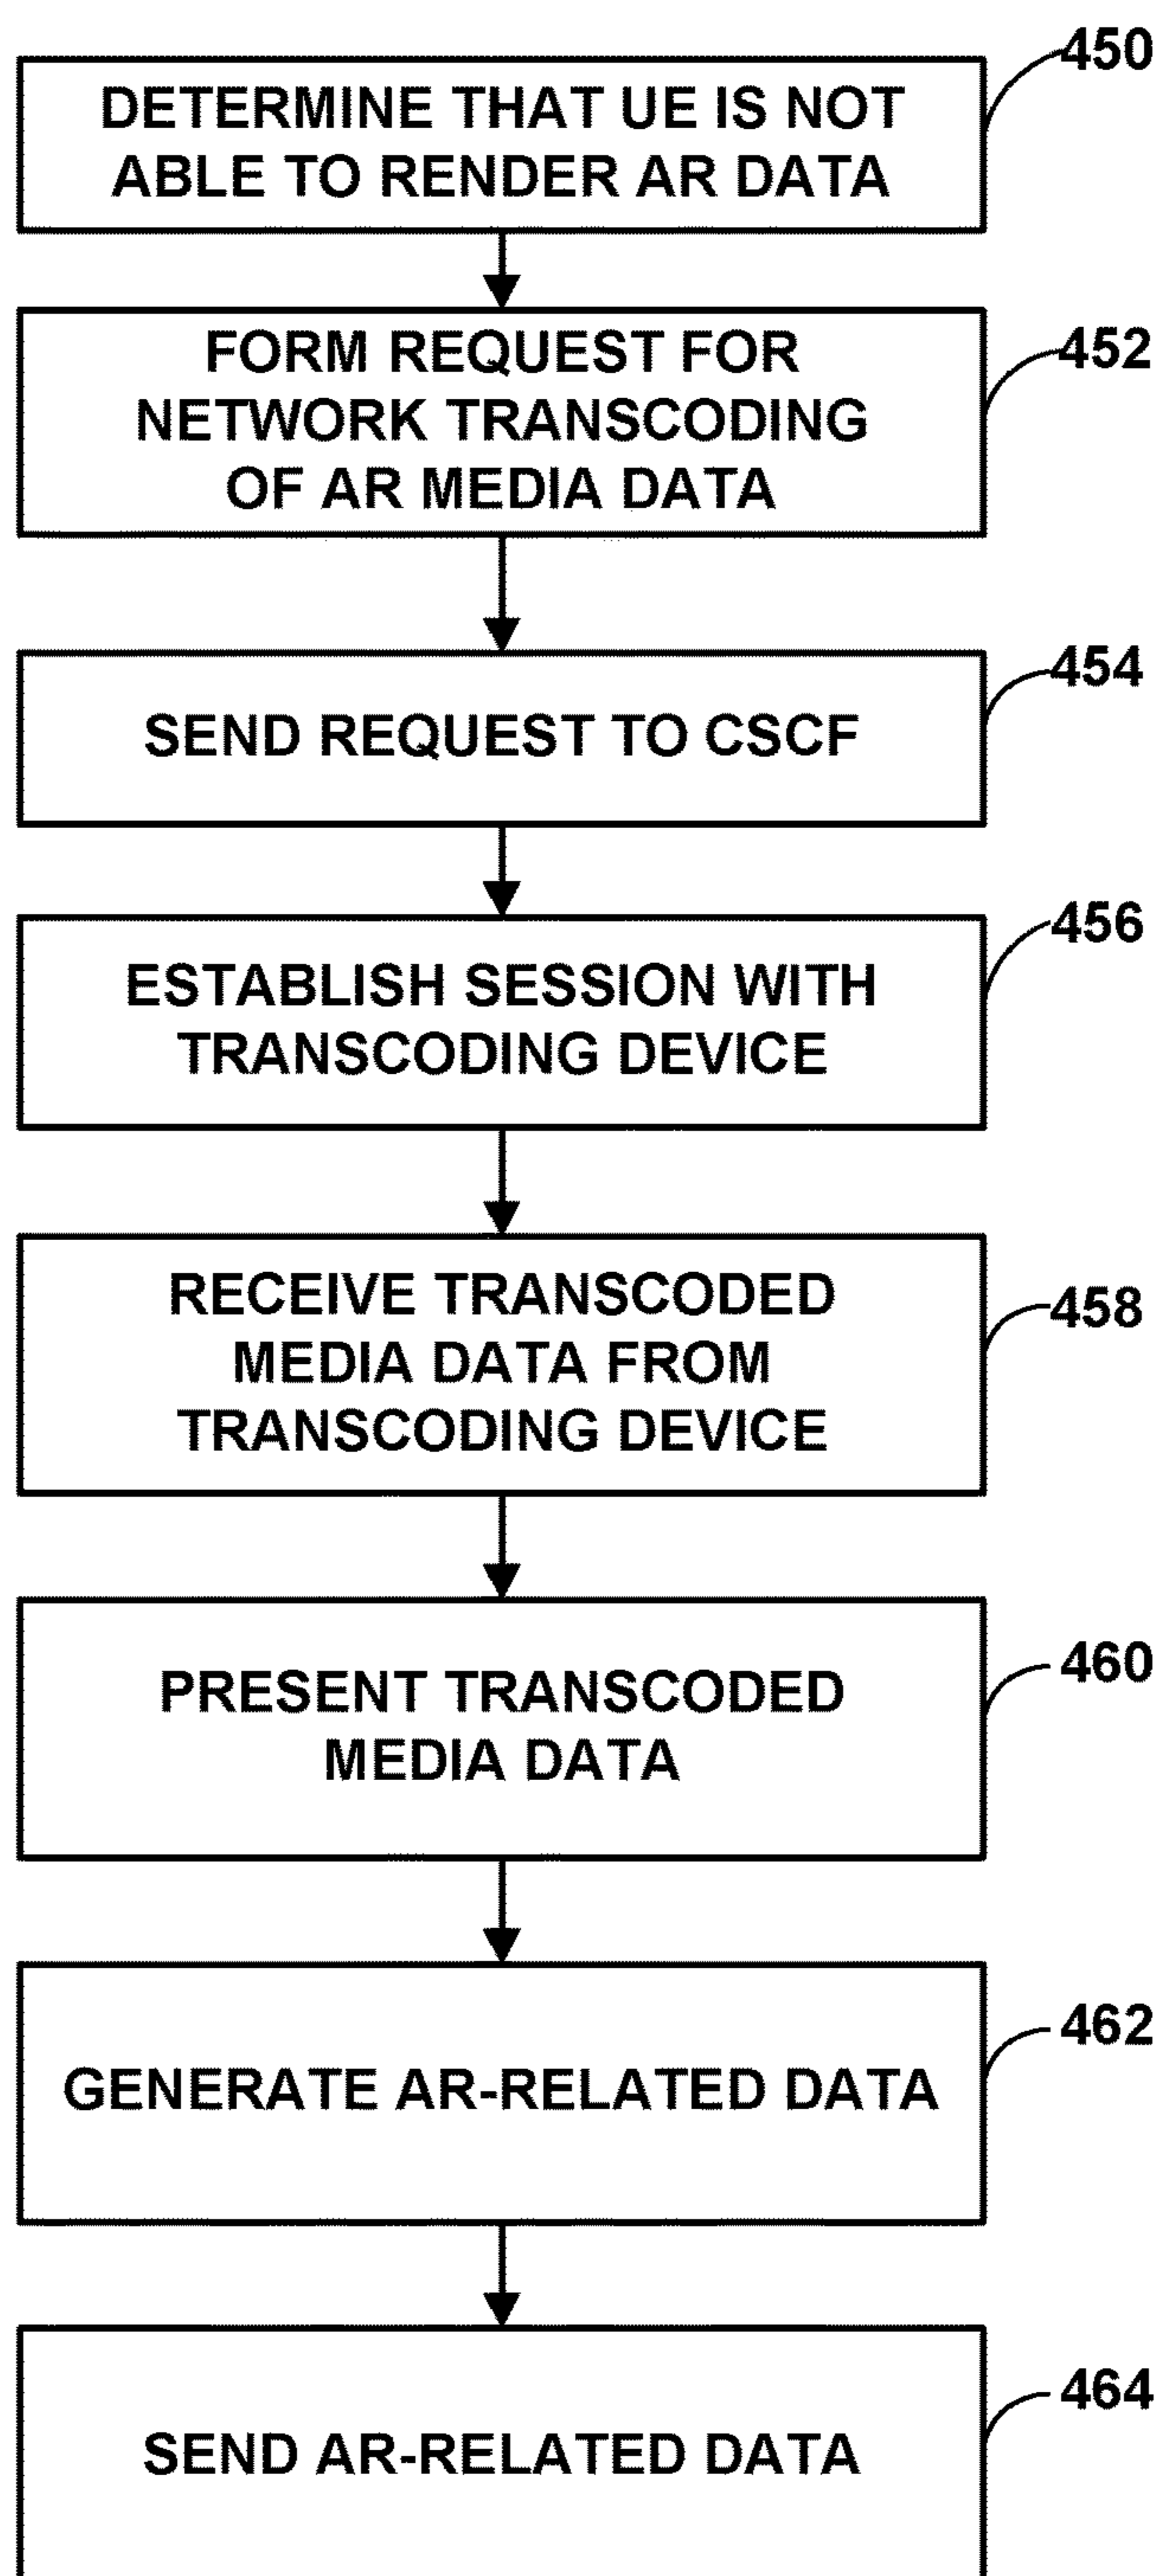 450
DETERMINE THAT UE IS NOT
ABLE TO RENDER AR DATA
452
FORM REQUEST FOR
NETWORK TRANSCODING
OF AR MEDIA DATA
454
SEND REQUEST TO CSCF
456
ESTABLISH SESSION WITH
TRANSCODING DEVICE
458
RECEIVE TRANSCODED
MEDIA DATA FROM
TRANSCODING DEVICE
460
PRESENT TRANSCODED
MEDIA DATA
462
GENERATE AR-RELATED DATA
464
SEND AR-RELATED DATA